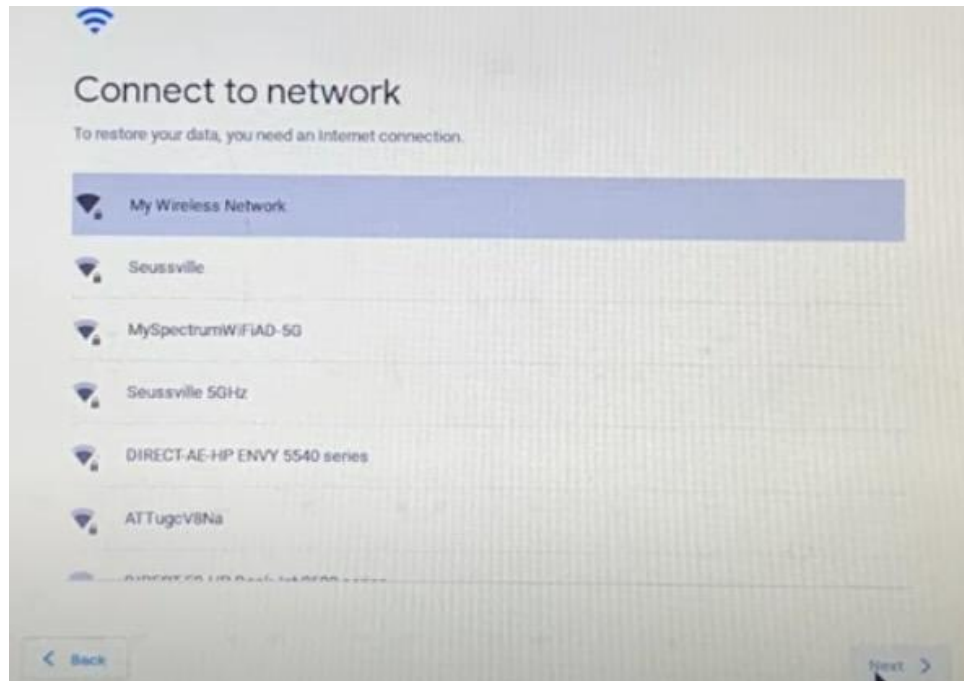 Connect to network
To restore your data, you need an Internet connection.
My Wireless Network
Seussville
MySpectrumWiFiAD-5G
Seussville 5GHz
DIRECT-AE-HP ENVY 5540 series
ATTugcV8Na
Back
Next